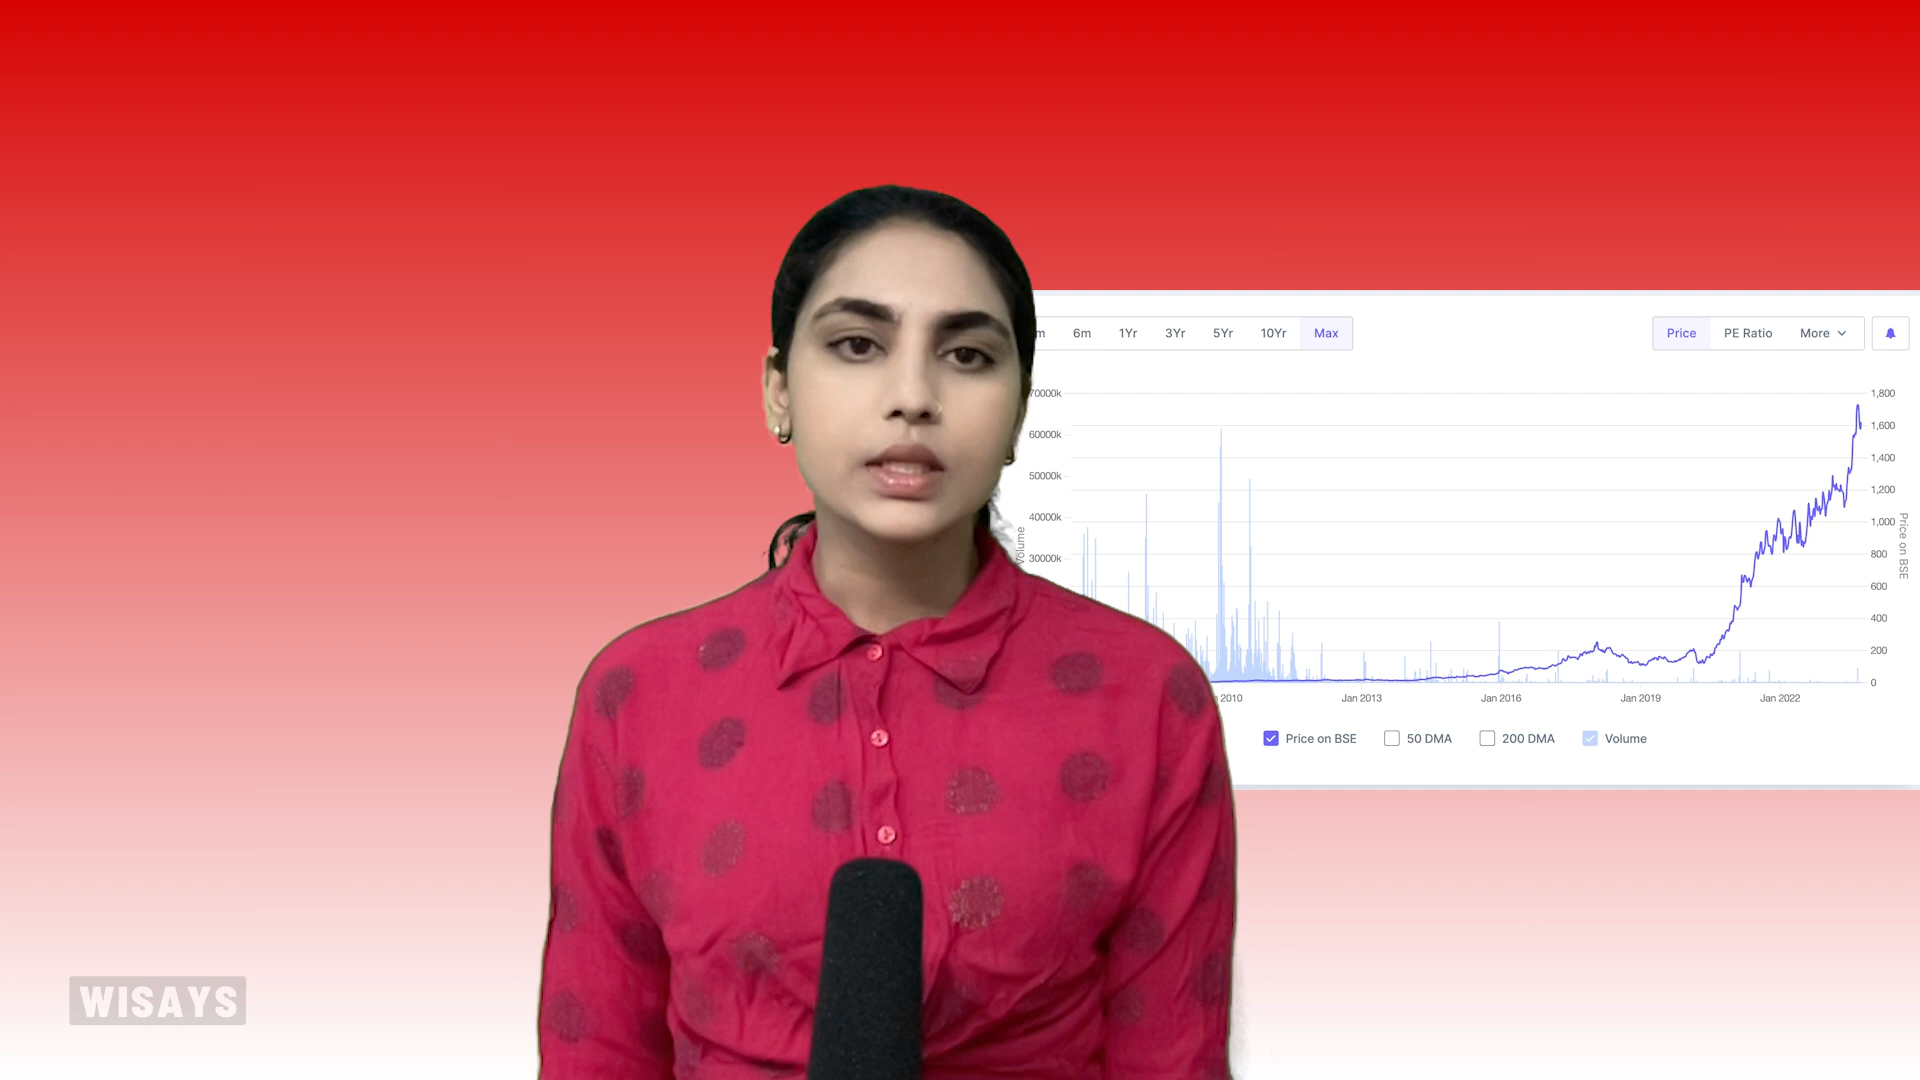 m 6m 1Yr 3Yr 5Yr 10Yr Max Price PE Ratio More
70000k 1,800
60000k 1,600
50000k 1,400
1,200
40000k 1,000
30000k 800
600
400
200
0
Volume
Price on BSE
2010 Jan 2013 Jan 2016 Jan 2019 Jan 2022
Price on BSE 50 DMA 200 DMA Volume
WISAYS